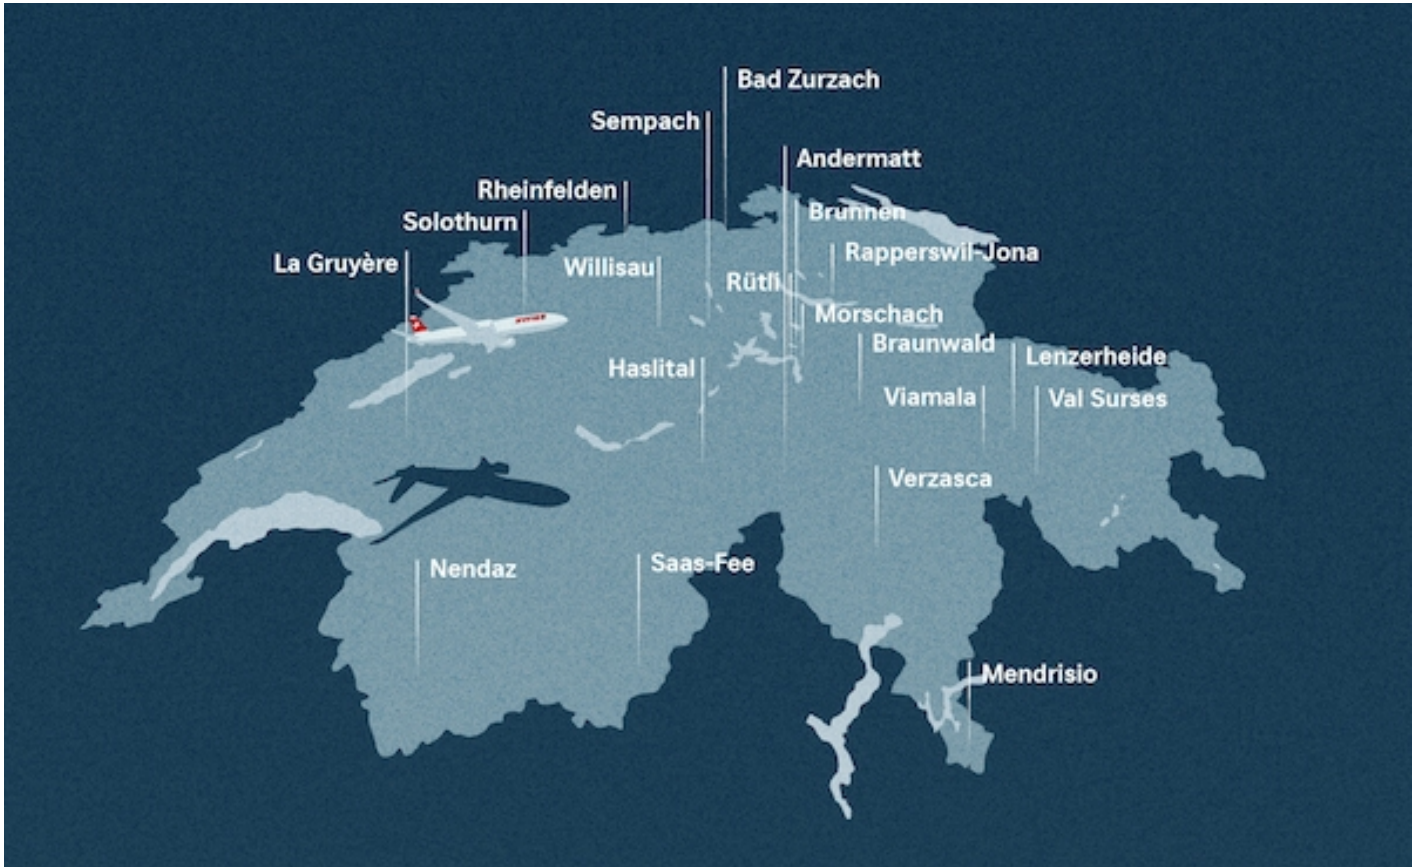 Bad Zurzach
Sempach
Andermatt
Rheinfelden
Brunnen
Solothurn
Rapperswil-Jona
La Gruyère
Willisau
Rütli
Morschach
SWISS
Braunwald
Lenzerheide
Haslital
Viamala
Val Surses
Verzasca
Saas-Fee
Nendaz
Mendrisio